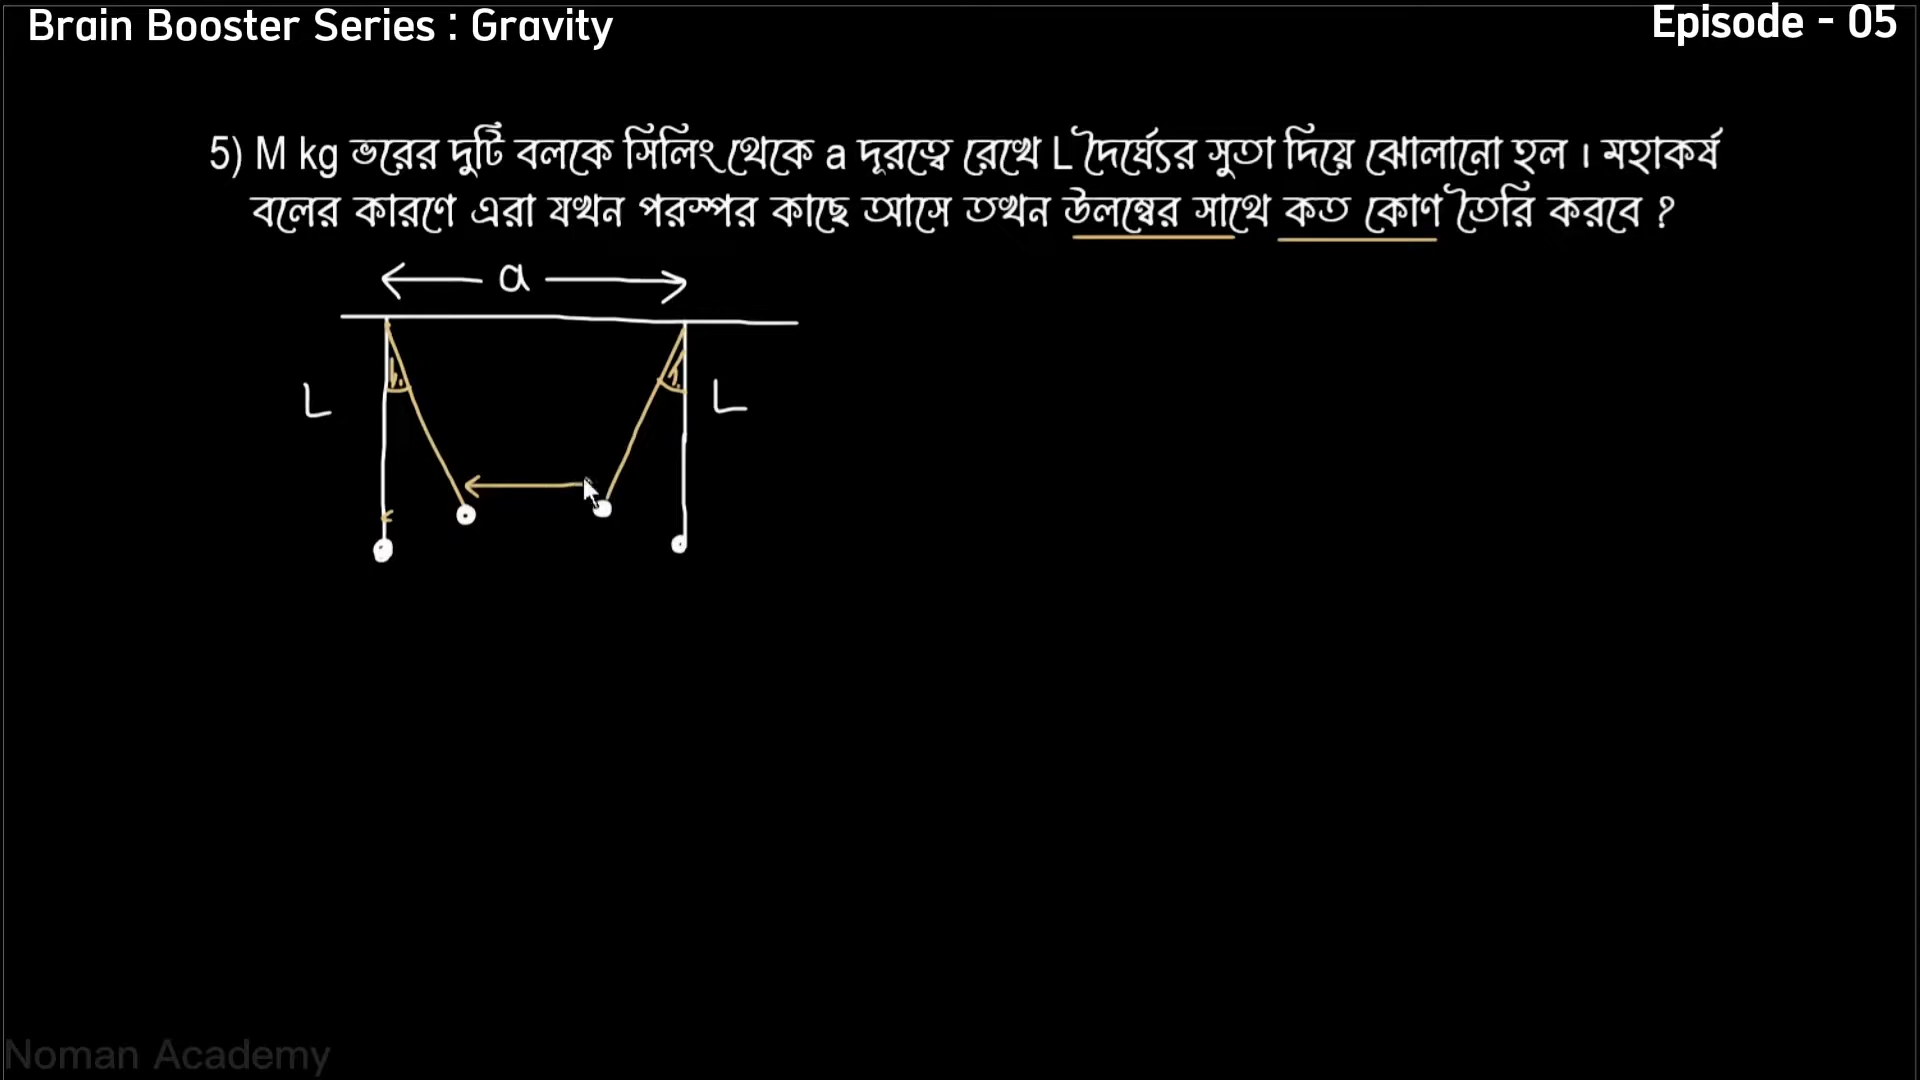 Brain Booster Series : Gravity
Episode - 05
5) M kg ভরের দুটি বলকে সিলিং থেকে a দূরত্বে রেখে L দৈর্ঘ্যের সুতা দিয়ে ঝোলানো হল । মহাকর্ষ
বলের কারণে এরা যখন পরস্পর কাছে আসে তখন উলম্বের সাথে কত কোণ তৈরি করবে ?
a
L
L
Noman Academy